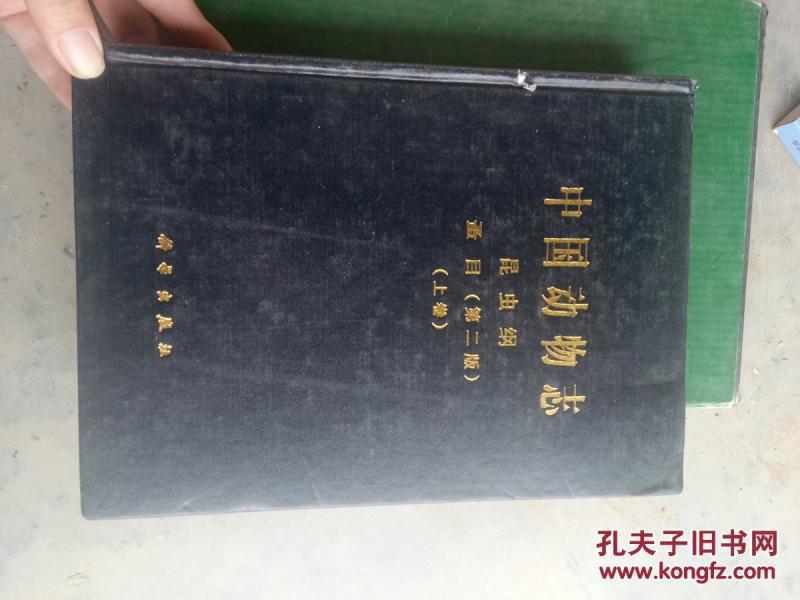 中国动物志
昆虫纲
蚤目（第二版）
（上卷）
科学出版社
孔夫子旧书网
www.kongfz.com